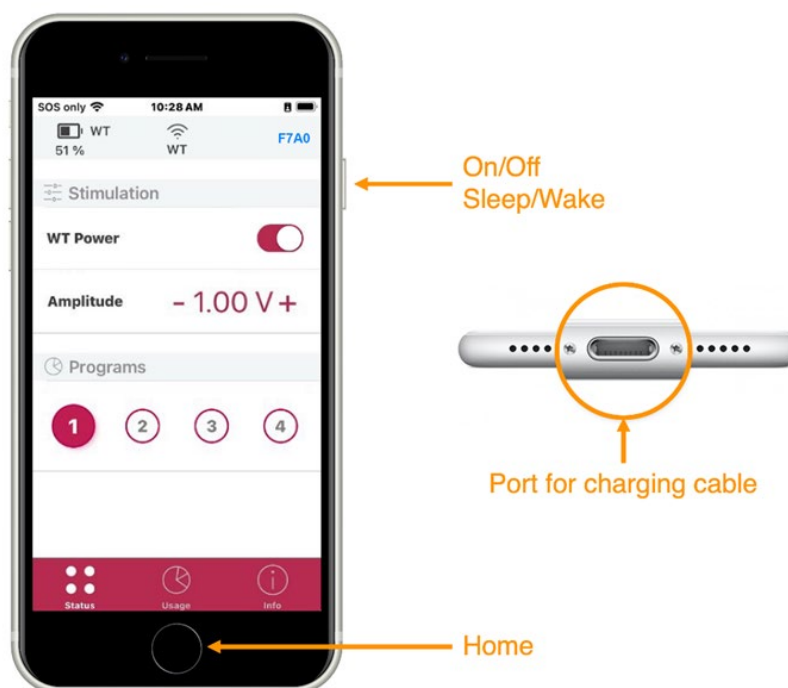 SOS only 10:28 AM
WT WT F7A0
51 %
Stimulation
WT Power
Amplitude - 1.00 V +
Programs
1 2 3 4
Status Usage Info
On/Off
Sleep/Wake
Port for charging cable
Home